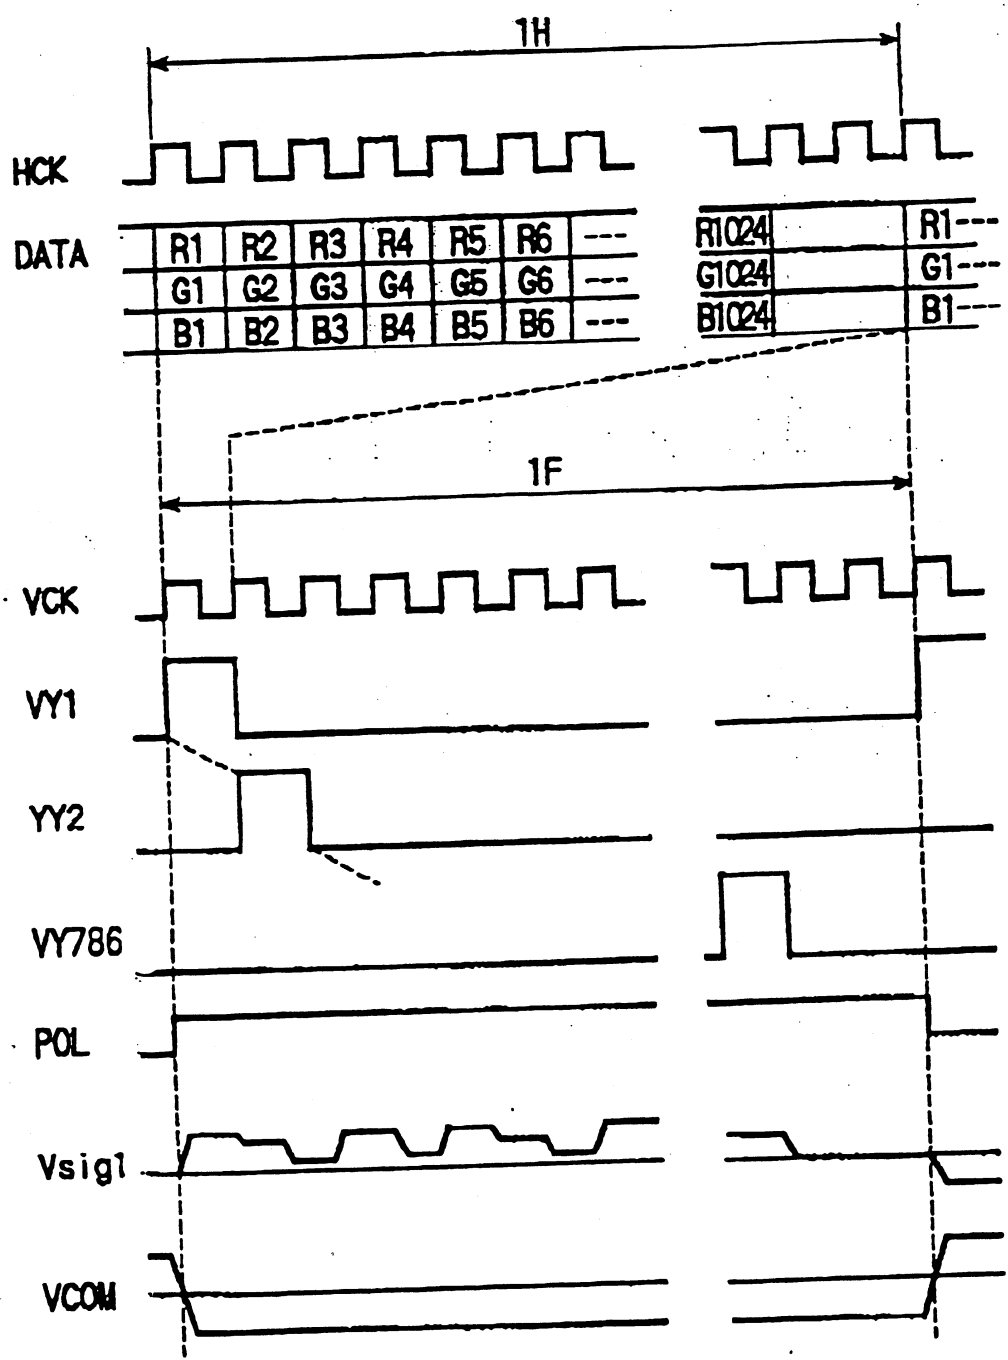 1H
HCK
DATA R1 R2 R3 R4 R5 R6 ---- R1024 R1----
G1 G2 G3 G4 G5 G6 ---- G1024 G1----
B1 B2 B3 B4 B5 B6 ---- B1024 B1----
1F
VCK
VY1
YY2
VY786
POL
Vsig1
VCOM